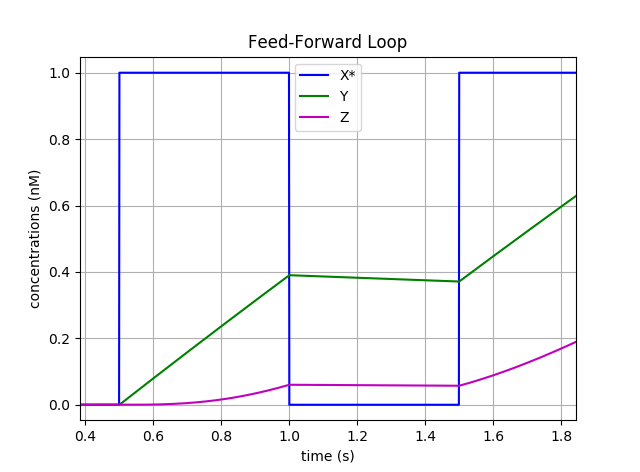 Feed-Forward Loop
X*
Y
Z
concentrations (nM)
1.0
0.8
0.6
0.4
0.2
0.0
0.4 0.6 0.8 1.0 1.2 1.4 1.6 1.8
time (s)